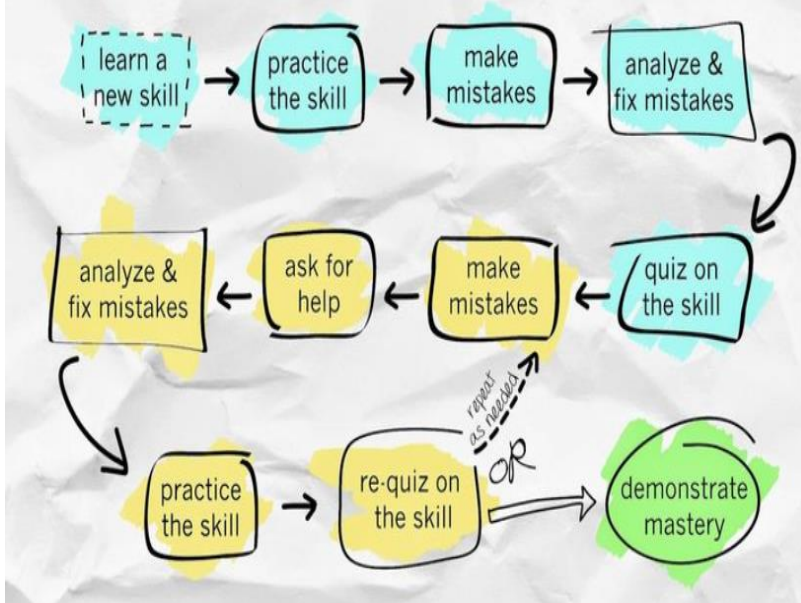 learn a
new skill
practice
the skill
make
mistakes
analyze &
fix mistakes
quiz on
the skill
make
mistakes
ask for
help
analyze &
fix mistakes
practice
the skill
re-quiz on
the skill
repeat
as needed
OR
demonstrate
mastery